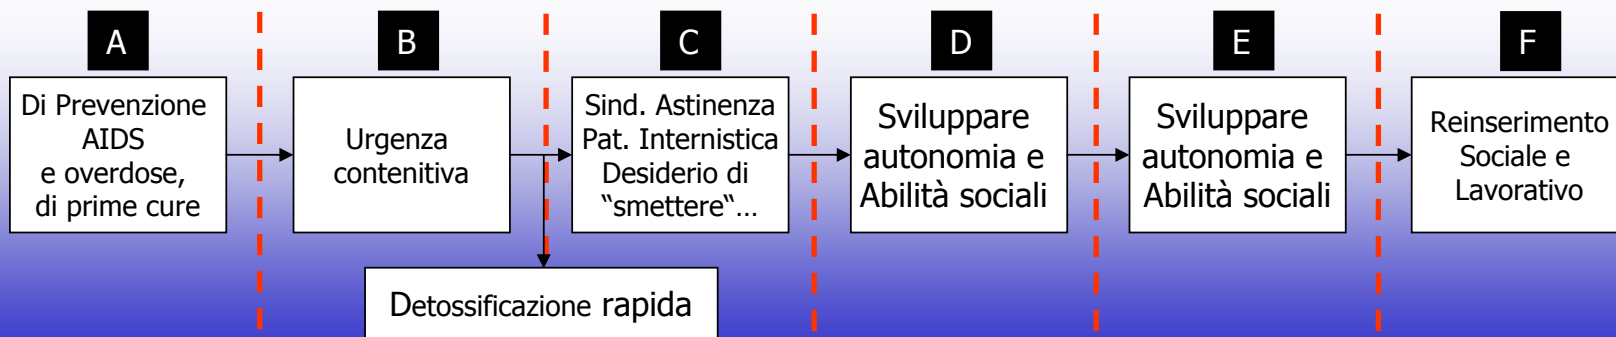 A
B
C
D
E
F
Di Prevenzione
AIDS
e overdose,
di prime cure
Urgenza
contenitiva
Sind. Astinenza
Pat. Internistica
Desiderio di
“smettere“…
Sviluppare
autonomia e
Abilità sociali
Sviluppare
autonomia e
Abilità sociali
Reinserimento
Sociale e
Lavorativo
Detossificazione rapida